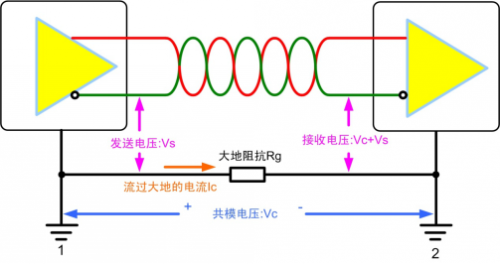 发送电压:Vs
接收电压:Vc+Vs
大地阻抗Rg
流过大地的电流Ic
+ 共模电压:Vc -
1 2